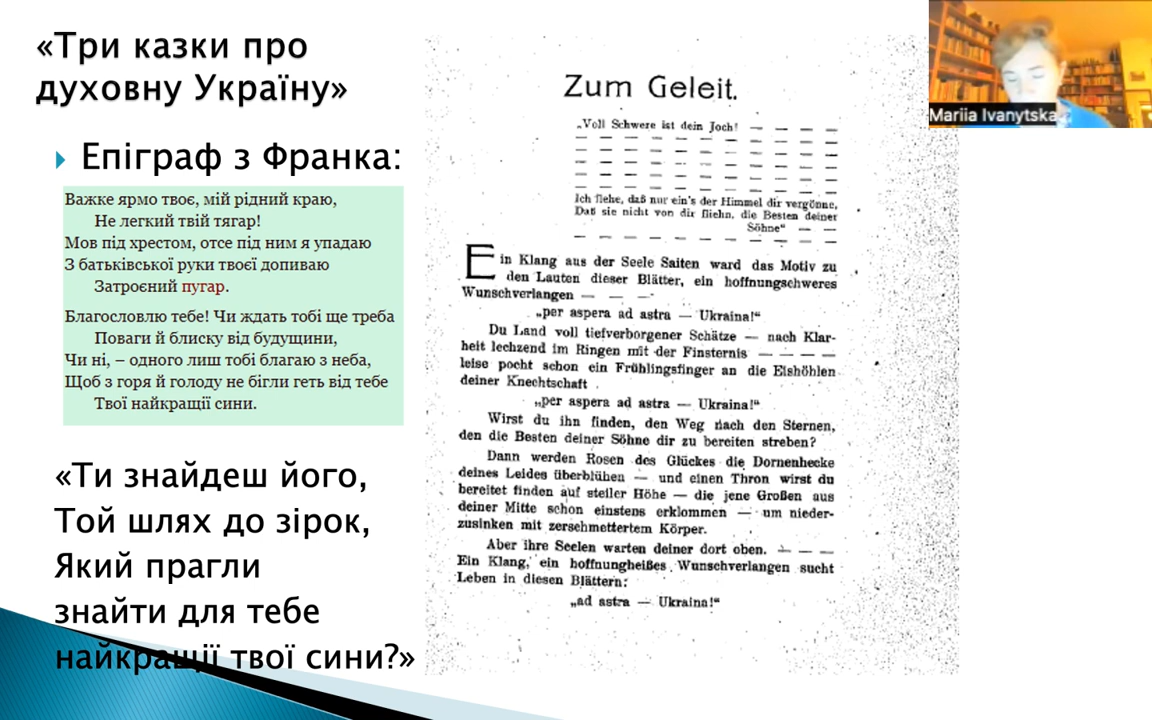 «Три казки про
духовну Україну»
Епіграф з Франка:
Важке ярмо твоє, мій рідний краю,
Не легкий твій тягар!
Мов під хрестом, отсе під ним я упадаю
З батьківської руки твоєї допиваю
Затроєний пугар.
Благословлю тебе! Чи ждать тобі ще треба
Поваги й блиску від будущини,
Чи ні, – одного лиш тобі благаю з неба,
Щоб з горя й голоду не бігли геть від тебе
Твої найкращії сини.
«Ти знайдеш його,
Той шлях до зірок,
Який прагли
знайти для тебе
найкращії твої сини?»
Zum Geleit.
„Voll Schwere ist dein Joch! — — — —
Ich flehe, daß nur ein's der Himmel dir vergönne,
Daß sie nicht von dir fliehn, die Besten deiner
Söhne“ — —
Ein Klang aus der Seele Saiten ward das Motiv zu
den Lauten dieser Blätter, ein hoffnungschweres
Wunschverlangen — — —
„per aspera ad astra — Ukraina!“
Du Land voll tiefverborgener Schätze — nach Klar-
heit lechzend im Ringen mit der Finsternis — — — —
leise pocht schon ein Frühlingsfinger an die Eishöhlen
deiner Knechtschaft
„per aspera ad astra — Ukraina!“
Wirst du ihn finden, den Weg nach den Sternen,
den die Besten deiner Söhne dir zu bereiten streben?
Dann werden Rosen des Glückes die Dornenhecke
deines Leides überblühen — und einen Thron wirst du
bereitet finden auf steiler Höhe — die jene Großen aus
deiner Mitte schon einstens erklommen — um nieder-
zusinken mit zerschmettertem Körper.
Aber ihre Seelen warten deiner dort oben. — — —
Ein Klang, ein hoffnungheißes Wunschverlangen sucht
Leben in diesen Blättern:
„ad astra — Ukraina!“
Mariia Ivanytska